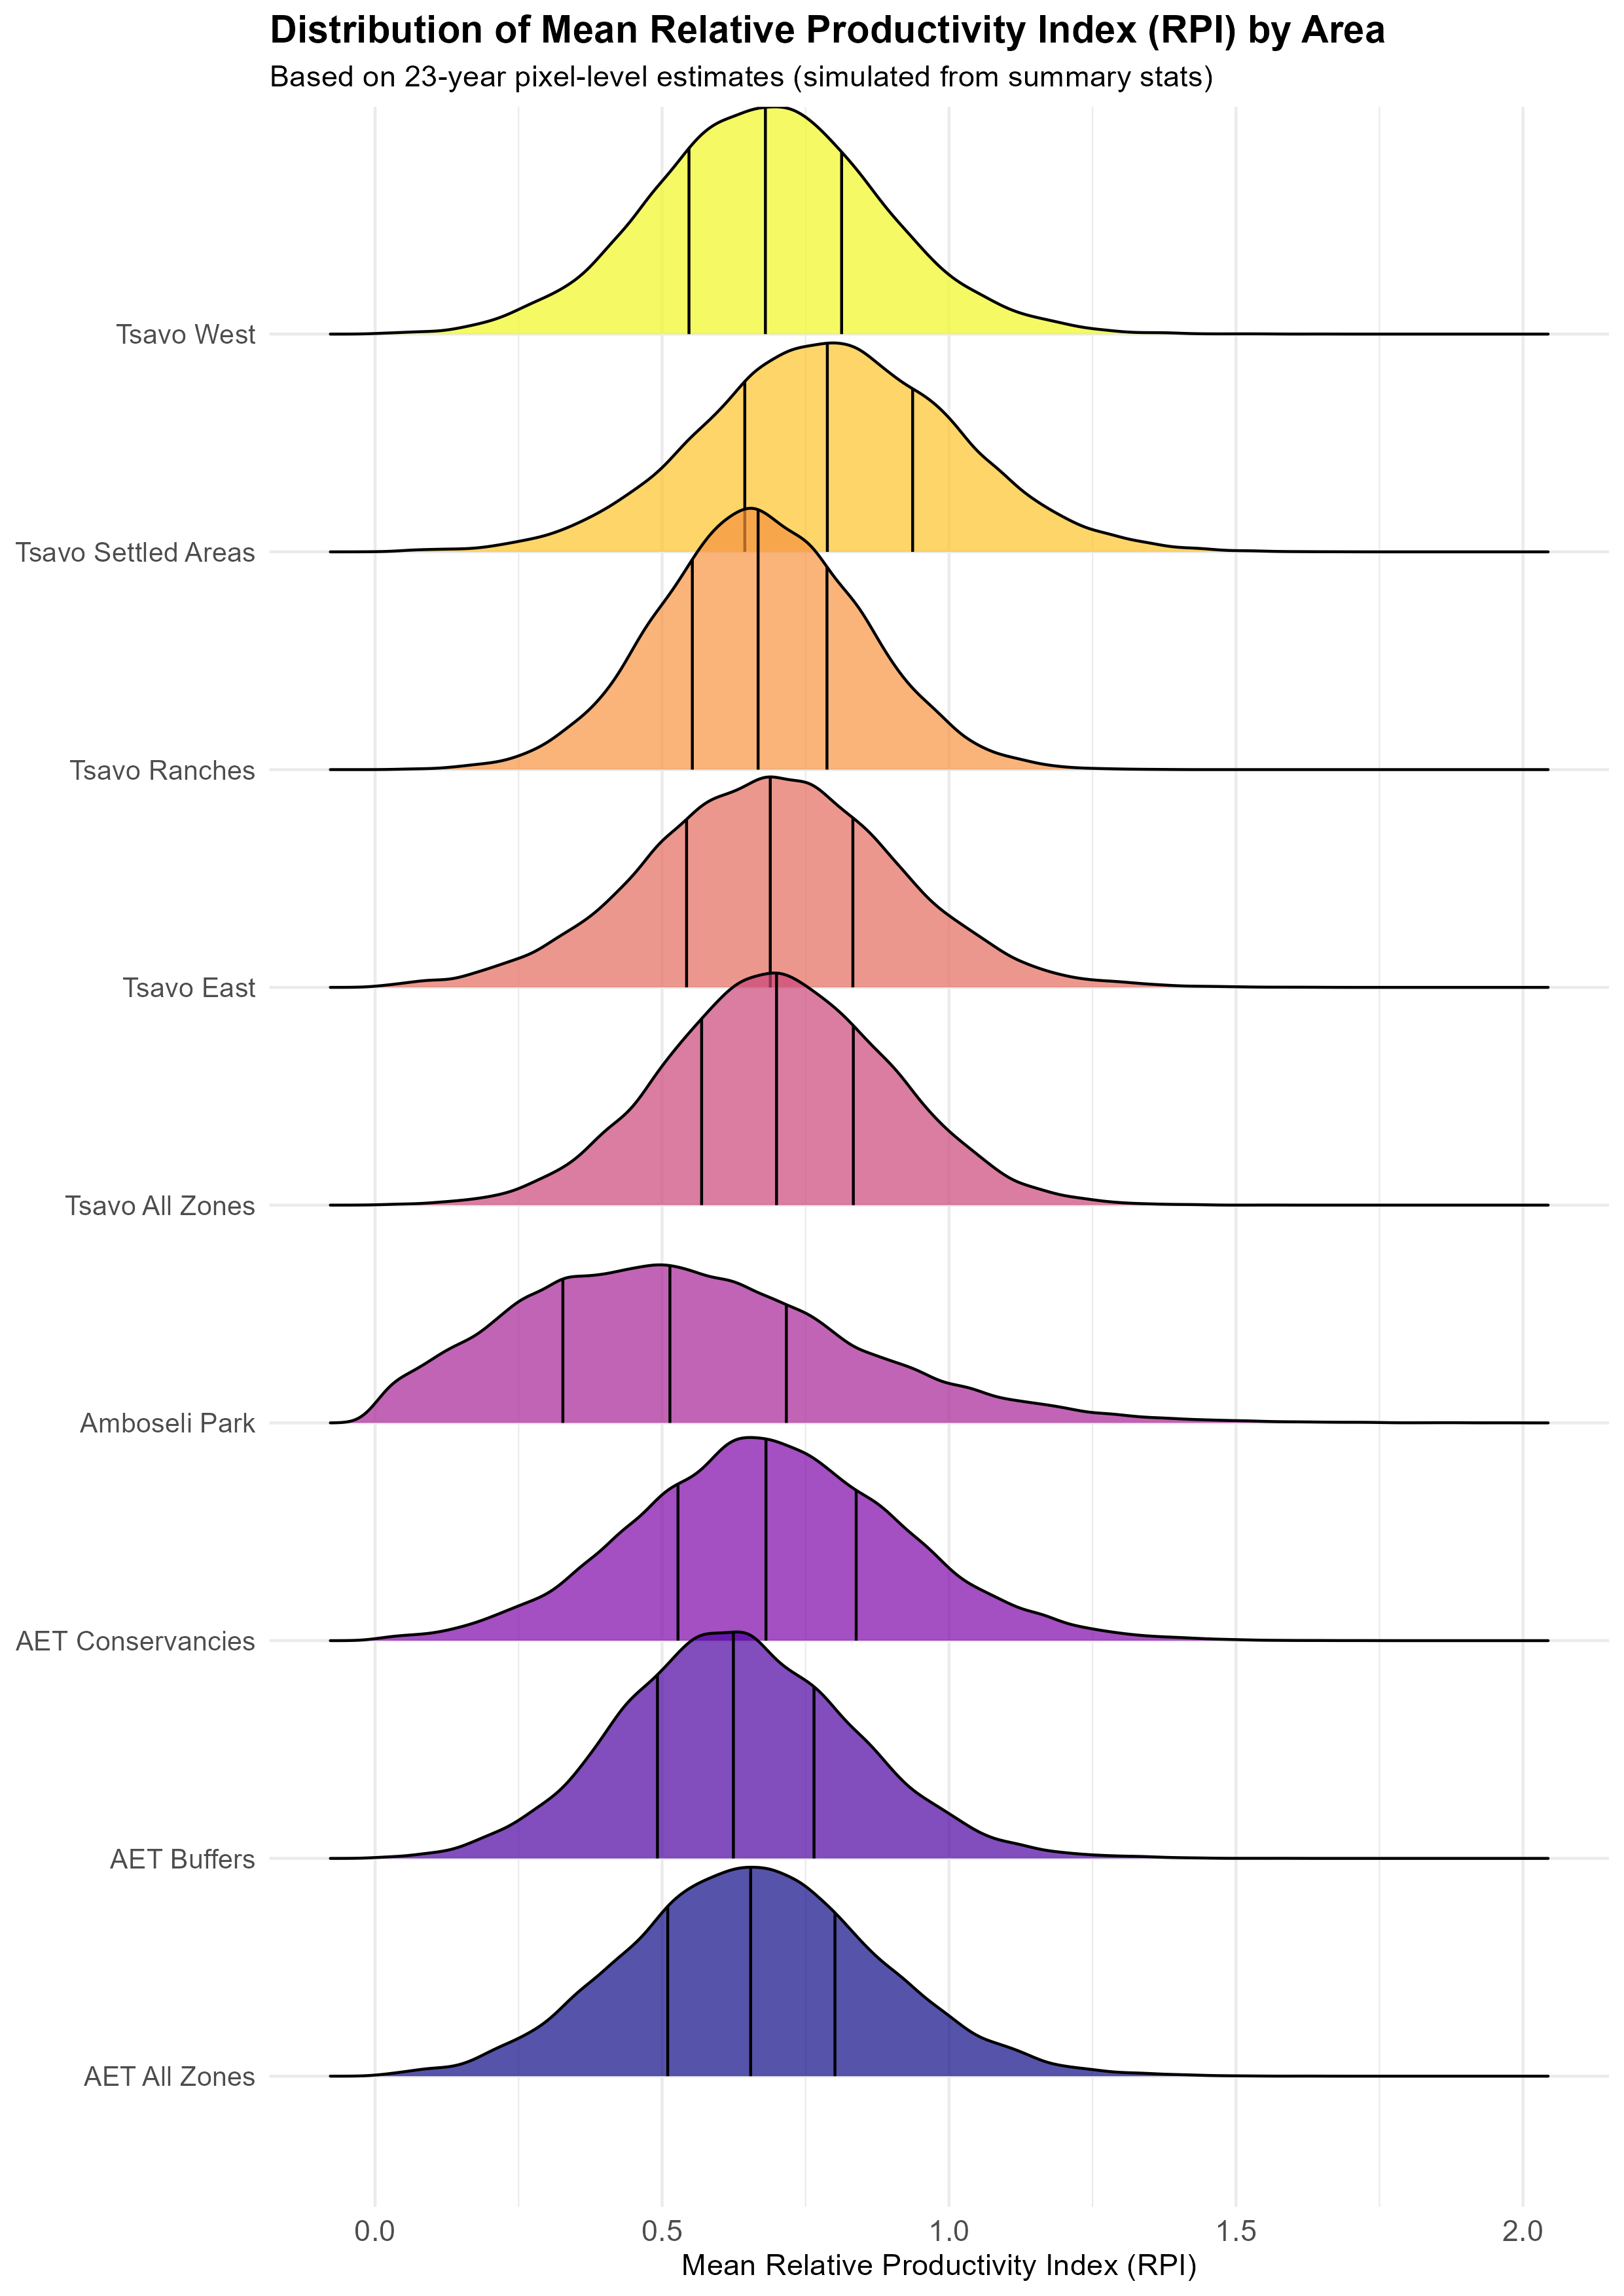 Distribution of Mean Relative Productivity Index (RPI) by Area
Based on 23-year pixel-level estimates (simulated from summary stats)
Tsavo West
Tsavo Settled Areas
Tsavo Ranches
Tsavo East
Tsavo All Zones
Amboseli Park
AET Conservancies
AET Buffers
AET All Zones
0.0 0.5 1.0 1.5 2.0
Mean Relative Productivity Index (RPI)